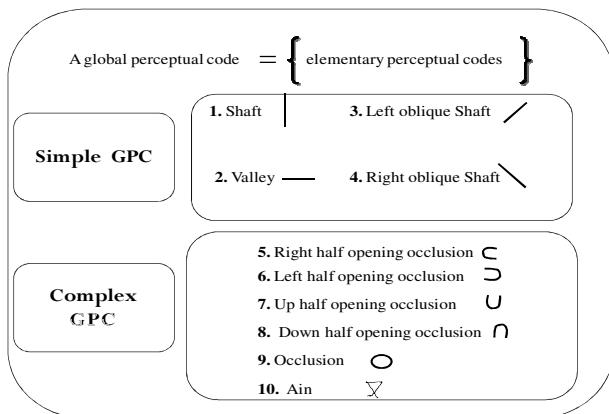 A global perceptual code = { elementary perceptual codes }
Simple GPC
1. Shaft
3. Left oblique Shaft
2. Valley
4. Right oblique Shaft
Complex
GPC
5. Right half opening occlusion
6. Left half opening occlusion
7. Up half opening occlusion
8. Down half opening occlusion
9. Occlusion
10. Ain